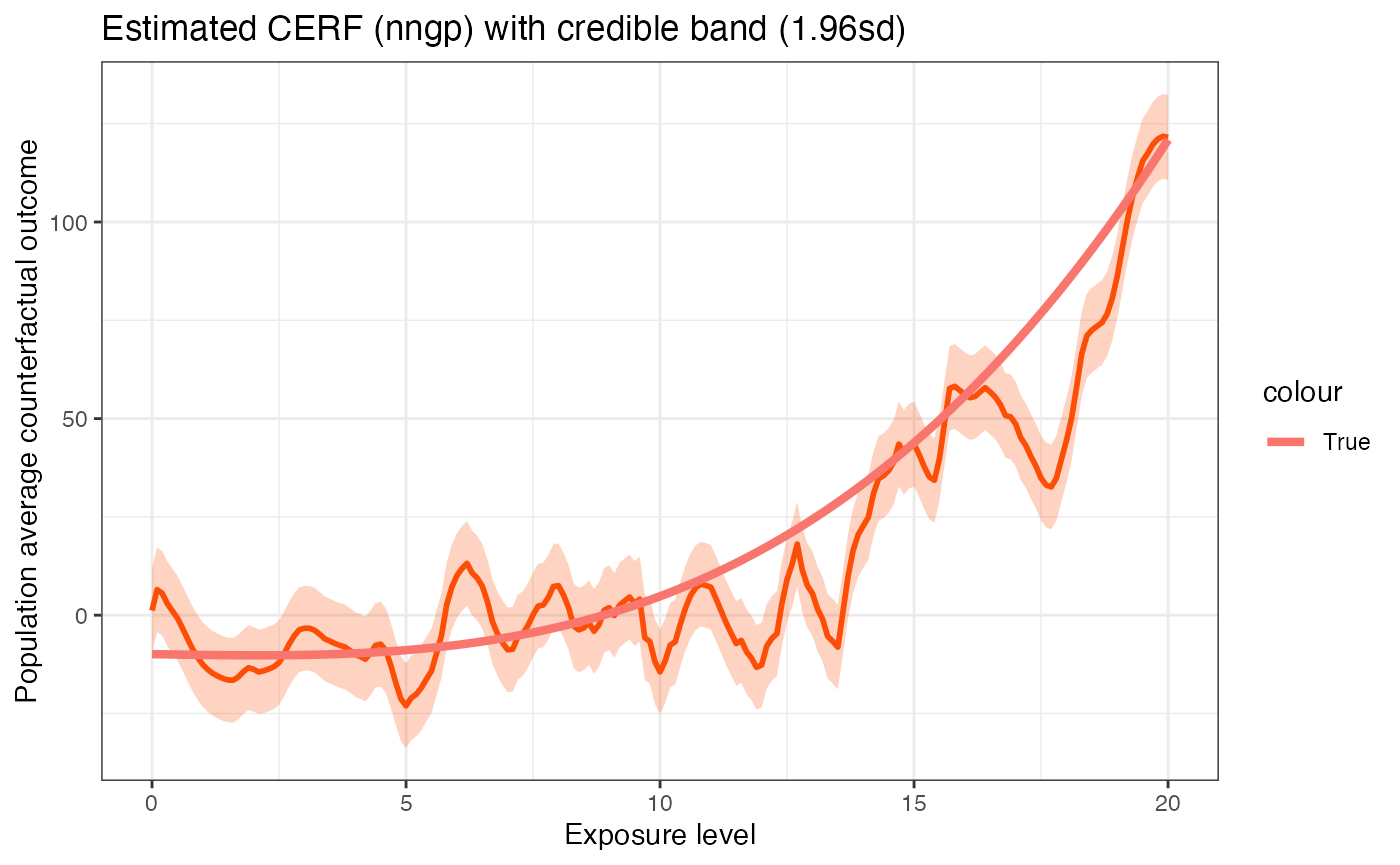 Estimated CERF (nngp) with credible band (1.96sd)
Population average counterfactual outcome
100
50
0
0
5
10
15
20
Exposure level
colour
True